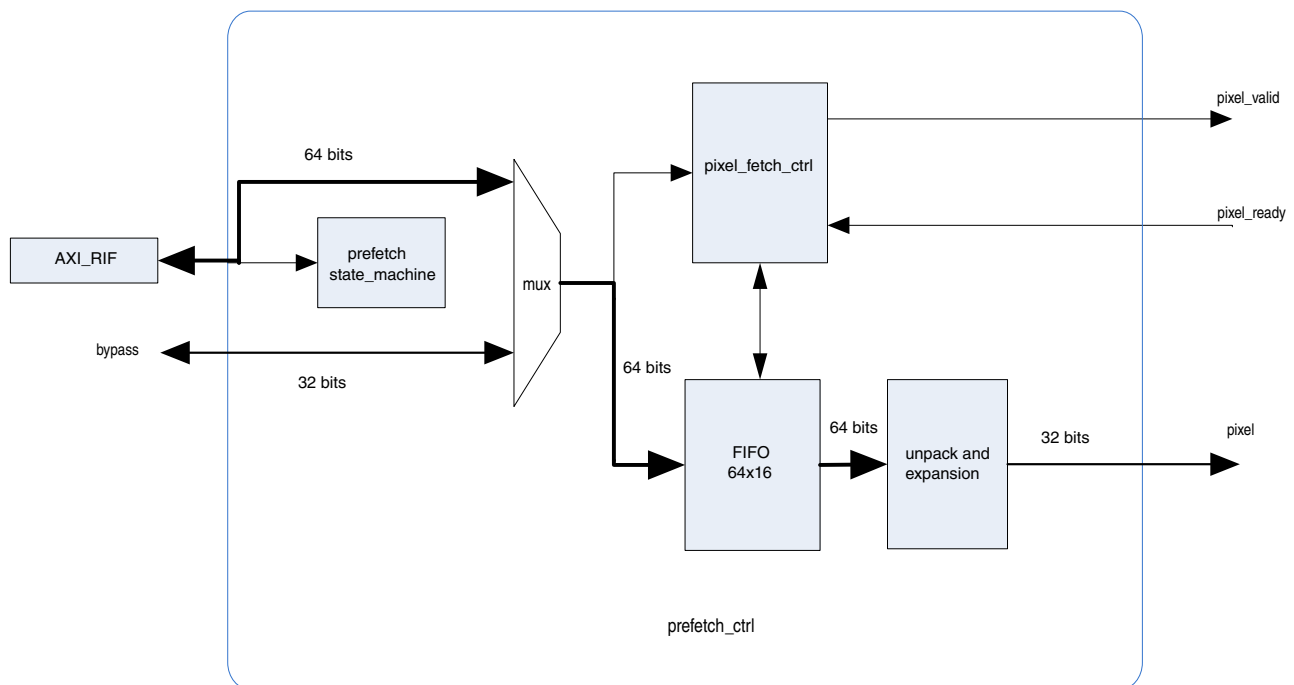 pixel_valid
64 bits
pixel_fetch_ctrl
pixel_ready
AXI_RIF
prefetch
state_machine
mux
bypass
32 bits
64 bits
FIFO
64x16
64 bits
unpack and
expansion
32 bits
pixel
prefetch_ctrl